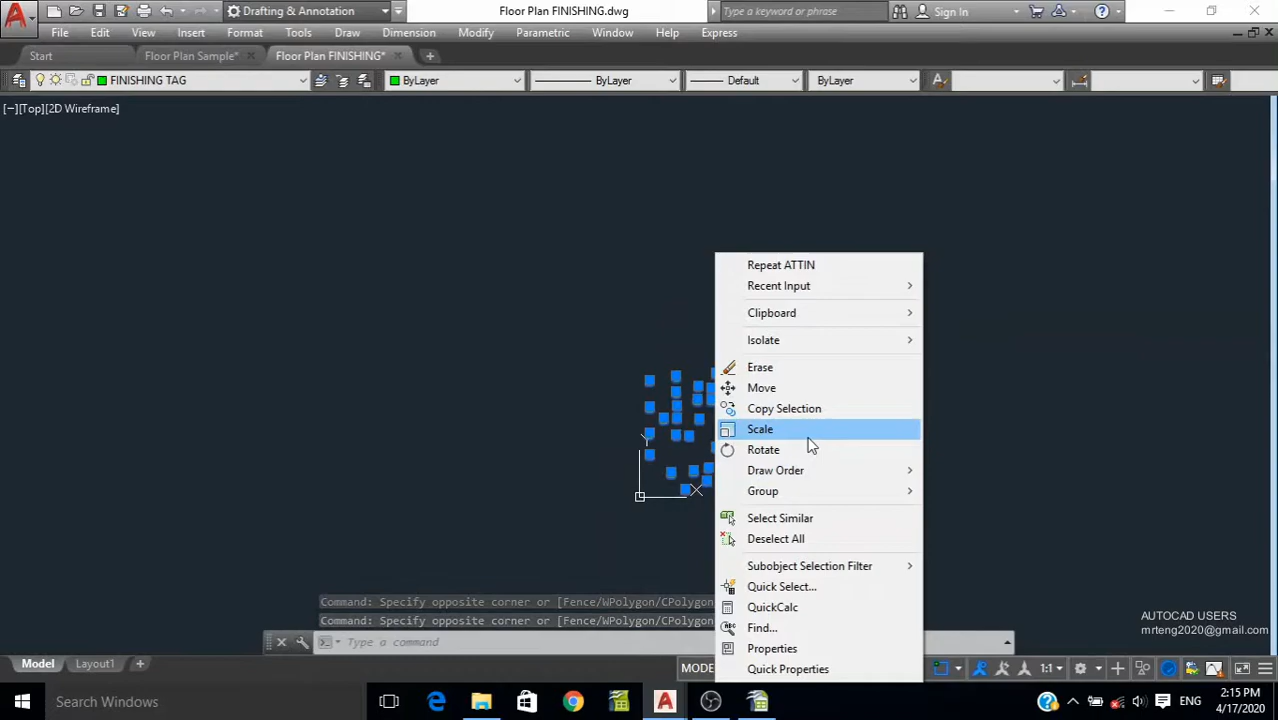 Drafting & Annotation
Floor Plan FINISHING.dwg
Type a keyword or phrase
Sign In
File Edit View Insert Format Tools Draw Dimension Modify Parametric Window Help Express
Start
Floor Plan Sample*
Floor Plan FINISHING*
FINISHING TAG
ByLayer
ByLayer
Default
ByLayer
[−][Top][2D Wireframe]
Repeat ATTIN
Recent Input
Clipboard
Isolate
Erase
Move
Copy Selection
Scale
Rotate
Draw Order
Group
Select Similar
Deselect All
Subobject Selection Filter
Quick Select...
QuickCalc
Find...
Properties
Quick Properties
Y
X
Command: Specify opposite corner or [Fence/WPolygon/CPolygon
Command: Specify opposite corner or [Fence/WPolygon/CPolygon
Type a command
AUTOCAD USERS
mrteng2020@gmail.com
Model
Layout1
MODE
1:1
Search Windows
ENG
2:15 PM
4/17/2020